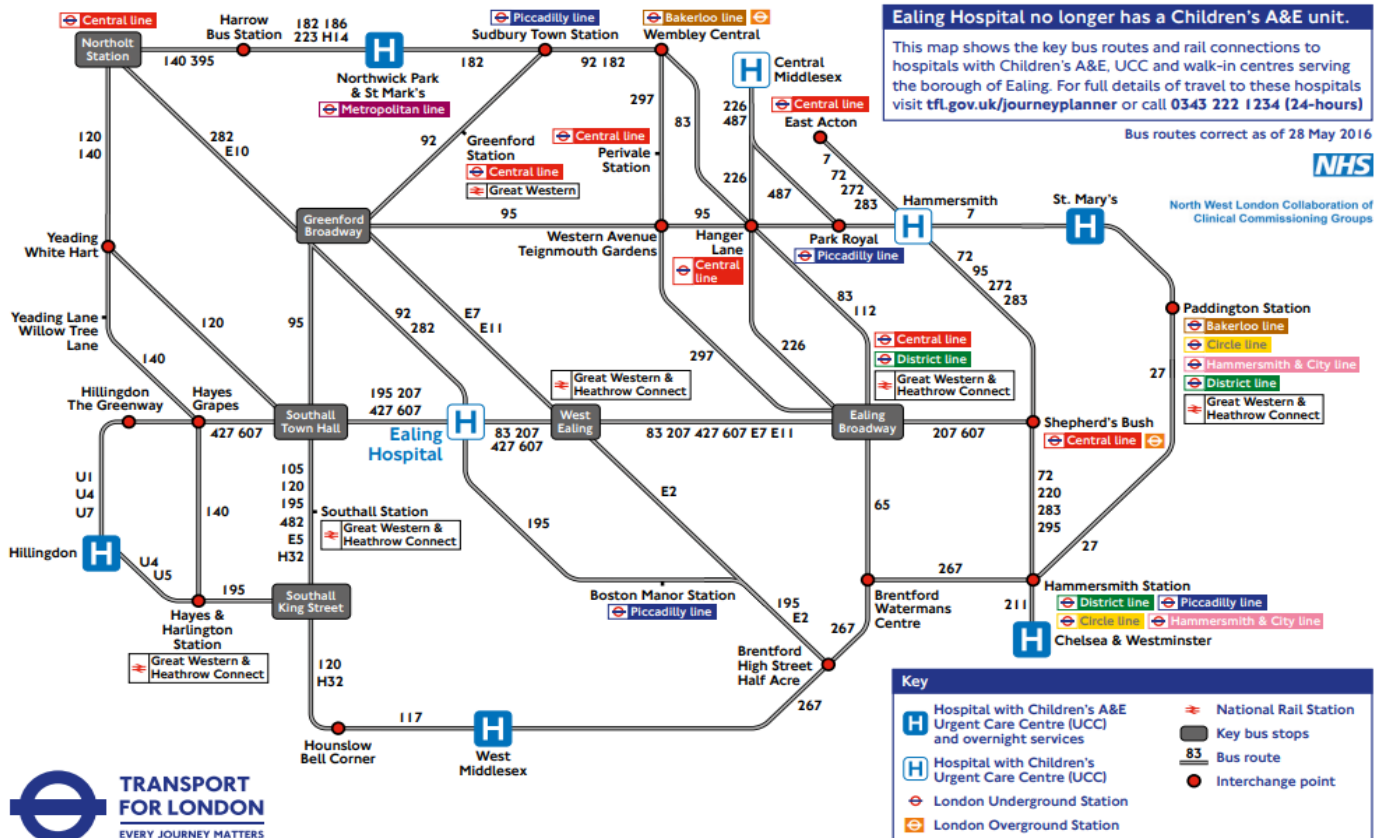 Central line
Northolt
Station
Harrow
Bus Station
182 186
223 H14
140 395
Northwick Park
& St Mark's
Metropolitan line
182
Piccadilly line
Sudbury Town Station
92 182
Bakerloo line
Wembley Central
Central
Middlesex
Ealing Hospital no longer has a Children's A&E unit.
This map shows the key bus routes and rail connections to
hospitals with Children's A&E, UCC and walk-in centres serving
the borough of Ealing. For full details of travel to these hospitals
visit tfl.gov.uk/journeyplanner or call 0343 222 1234 (24-hours)
Bus routes correct as of 28 May 2016
NHS
North West London Collaboration of
Clinical Commissioning Groups
120
140
282
E10
92
Greenford
Station
Central line
Great Western
Central line
Perivale
Station
297
83
226
487
226
487
Central line
East Acton
7
72
272
283
Hammersmith
7
St. Mary's
Greenford
Broadway
95
Western Avenue
Teignmouth Gardens
95
Hanger
Lane
Central
line
Park Royal
Piccadilly line
72
95
272
283
Yeading
White Hart
Yeading Lane
Willow Tree
Lane
120
140
95
92
282
E7
E11
297
226
83
112
Central line
District line
Great Western &
Heathrow Connect
Paddington Station
Bakerloo line
Circle line
Hammersmith & City line
District line
Great Western &
Heathrow Connect
27
Hillingdon
The Greenway
Hayes
Grapes
427 607
Southall
Town Hall
195 207
427 607
Ealing
Hospital
83 207
427 607
Great Western &
Heathrow Connect
West
Ealing
83 207 427 607 E7 E11
Ealing
Broadway
207 607
Shepherd's Bush
Central line
U1
U4
U7
Hillingdon
U4
U5
140
195
Hayes &
Harlington
Station
Great Western &
Heathrow Connect
105
120
195
482
E5
H32
Southall Station
Great Western &
Heathrow Connect
Southall
King Street
195
E2
Boston Manor Station
Piccadilly line
195
E2
65
267
Brentford
Watermans
Centre
267
Brentford
High Street
Half Acre
267
72
220
283
295
27
Hammersmith Station
District line
Piccadilly line
Circle line
Hammersmith & City line
211
Chelsea & Westminster
120
H32
Hounslow
Bell Corner
117
West
Middlesex
Key
Hospital with Children's A&E
Urgent Care Centre (UCC)
and overnight services
Hospital with Children's
Urgent Care Centre (UCC)
London Underground Station
London Overground Station
National Rail Station
Key bus stops
83
Bus route
Interchange point
TRANSPORT
FOR LONDON
EVERY JOURNEY MATTERS
H
H
H
H
H
H
H
H
H
H